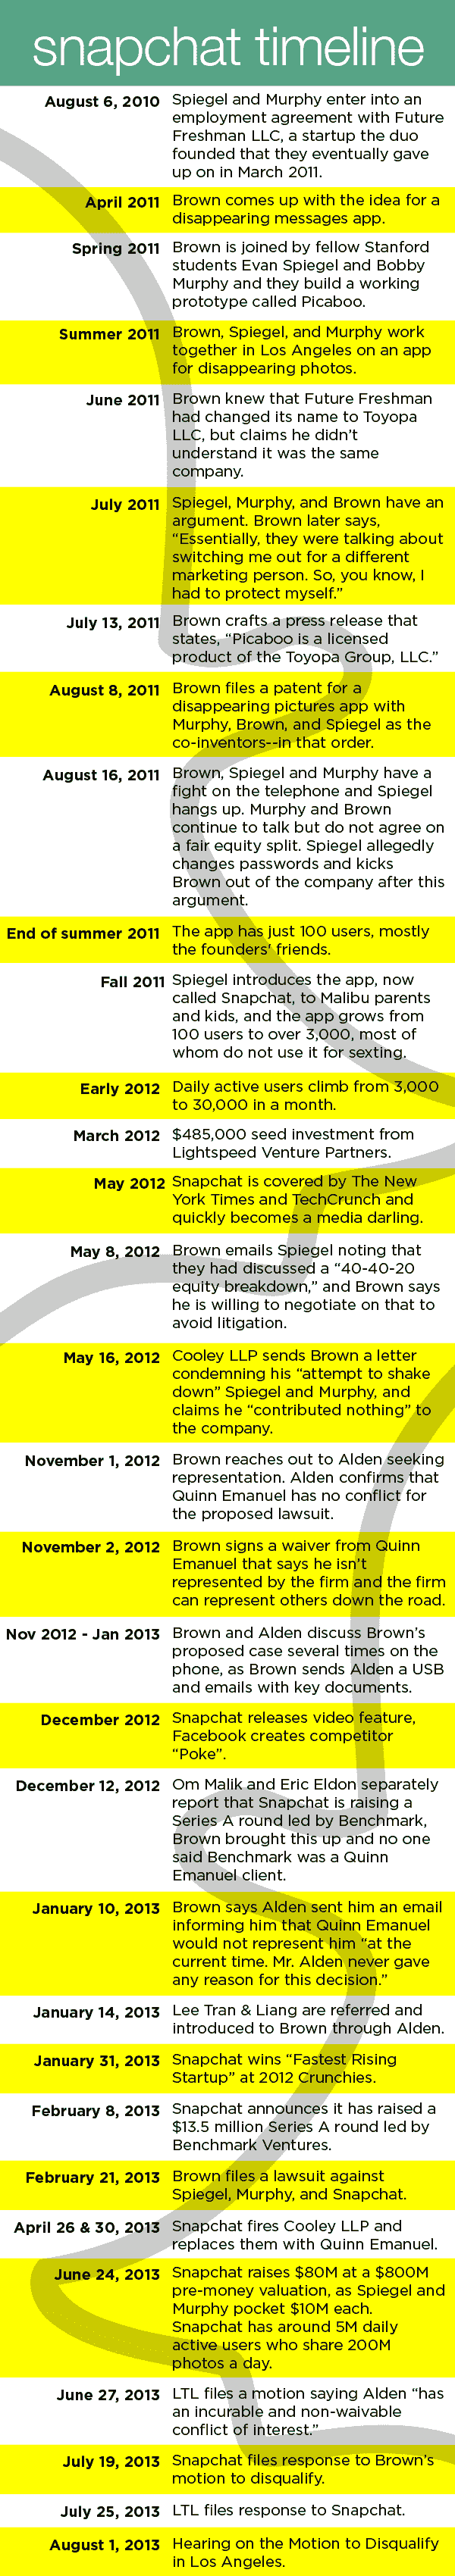 snapchat timeline
August 6, 2010 Spiegel and Murphy enter into an
employment agreement with Future
Freshman LLC, a startup the duo
founded that they eventually gave
up on in March 2011.
April 2011 Brown comes up with the idea for a
disappearing messages app.
Spring 2011 Brown is joined by fellow Stanford
students Evan Spiegel and Bobby
Murphy and they build a working
prototype called Picaboo.
Summer 2011 Brown, Spiegel, and Murphy work
together in Los Angeles on an app
for disappearing photos.
June 2011 Brown knew that Future Freshman
had changed its name to Toyopa
LLC, but claims he didn't
understand it was the same
company.
July 2011 Spiegel, Murphy, and Brown have an
argument. Brown later says,
“Essentially, they were talking about
switching me out for a different
marketing person. So, you know, I
had to protect myself.”
July 13, 2011 Brown crafts a press release that
states, “Picaboo is a licensed
product of the Toyopa Group, LLC.”
August 8, 2011 Brown files a patent for a
disappearing pictures app with
Murphy, Brown, and Spiegel as the
co-inventors--in that order.
August 16, 2011 Brown, Spiegel and Murphy have a
fight on the telephone and Spiegel
hangs up. Murphy and Brown
continue to talk but do not agree on
a fair equity split. Spiegel allegedly
changes passwords and kicks
Brown out of the company after this
argument.
End of summer 2011 The app has just 100 users, mostly
the founders' friends.
Fall 2011 Spiegel introduces the app, now
called Snapchat, to Malibu parents
and kids, and the app grows from
100 users to over 3,000, most of
whom do not use it for sexting.
Early 2012 Daily active users climb from 3,000
to 30,000 in a month.
March 2012 $485,000 seed investment from
Lightspeed Venture Partners.
May 2012 Snapchat is covered by The New
York Times and TechCrunch and
quickly becomes a media darling.
May 8, 2012 Brown emails Spiegel noting that
they had discussed a “40-40-20
equity breakdown,” and Brown says
he is willing to negotiate on that to
avoid litigation.
May 16, 2012 Cooley LLP sends Brown a letter
condemning his “attempt to shake
down” Spiegel and Murphy, and
claims he “contributed nothing” to
the company.
November 1, 2012 Brown reaches out to Alden seeking
representation. Alden confirms that
Quinn Emanuel has no conflict for
the proposed lawsuit.
November 2, 2012 Brown signs a waiver from Quinn
Emanuel that says he isn't
represented by the firm and the firm
can represent others down the road.
Nov 2012 - Jan 2013 Brown and Alden discuss Brown's
proposed case several times on the
phone, as Brown sends Alden a USB
and emails with key documents.
December 2012 Snapchat releases video feature,
Facebook creates competitor
“Poke”.
December 12, 2012 Om Malik and Eric Eldon separately
report that Snapchat is raising a
Series A round led by Benchmark,
Brown brought this up and no one
said Benchmark was a Quinn
Emanuel client.
January 10, 2013 Brown says Alden sent him an email
informing him that Quinn Emanuel
would not represent him “at the
current time. Mr. Alden never gave
any reason for this decision.”
January 14, 2013 Lee Tran & Liang are referred and
introduced to Brown through Alden.
January 31, 2013 Snapchat wins “Fastest Rising
Startup” at 2012 Crunchies.
February 8, 2013 Snapchat announces it has raised a
$13.5 million Series A round led by
Benchmark Ventures.
February 21, 2013 Brown files a lawsuit against
Spiegel, Murphy, and Snapchat.
April 26 & 30, 2013 Snapchat fires Cooley LLP and
replaces them with Quinn Emanuel.
June 24, 2013 Snapchat raises $80M at a $800M
pre-money valuation, as Spiegel and
Murphy pocket $10M each.
Snapchat has around 5M daily
active users who share 200M
photos a day.
June 27, 2013 LTL files a motion saying Alden “has
an incurable and non-waivable
conflict of interest.”
July 19, 2013 Snapchat files response to Brown's
motion to disqualify.
July 25, 2013 LTL files response to Snapchat.
August 1, 2013 Hearing on the Motion to Disqualify
in Los Angeles.